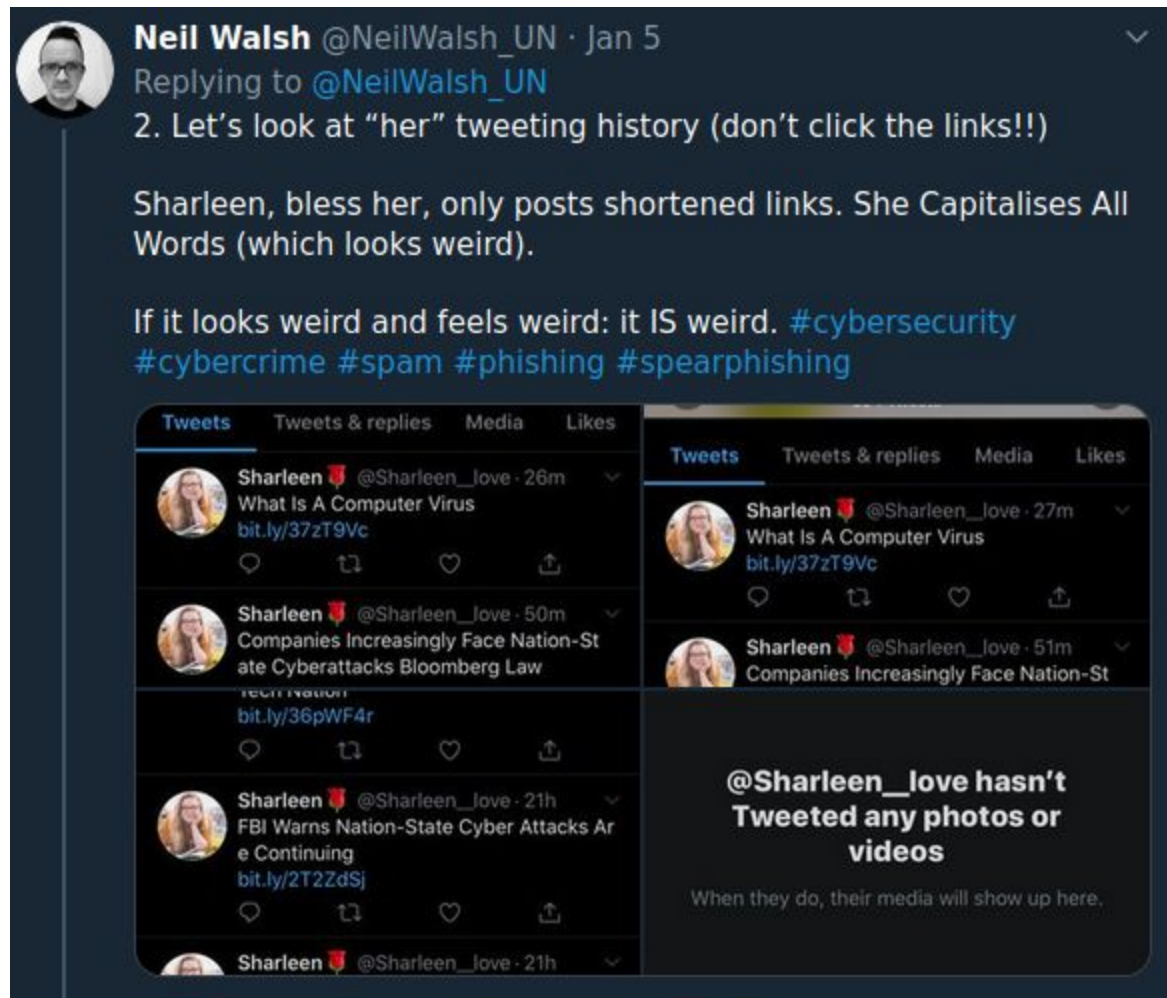 Neil Walsh @NeilWalsh_UN · Jan 5
Replying to @NeilWalsh_UN
2. Let’s look at “her” tweeting history (don’t click the links!!)
Sharleen, bless her, only posts shortened links. She Capitalises All
Words (which looks weird).
If it looks weird and feels weird: it IS weird. #cybersecurity
#cybercrime #spam #phishing #spearphishing
Tweets Tweets & replies Media Likes
Sharleen🌹 @Sharleen__love · 26m
What Is A Computer Virus
bit.ly/37zT9Vc
Sharleen🌹 @Sharleen__love · 50m
Companies Increasingly Face Nation-St
ate Cyberattacks Bloomberg Law
Tweets Tweets & replies Media Likes
Sharleen🌹 @Sharleen__love · 27m
What Is A Computer Virus
bit.ly/37zT9Vc
Sharleen🌹 @Sharleen__love · 51m
Companies Increasingly Face Nation-St
Tech Nation
bit.ly/36pWF4r
Sharleen🌹 @Sharleen__love · 21h
FBI Warns Nation-State Cyber Attacks Ar
e Continuing
bit.ly/2T2ZdSj
Sharleen🌹 @Sharleen__love · 21h
@Sharleen__love hasn’t
Tweeted any photos or
videos
When they do, their media will show up here.